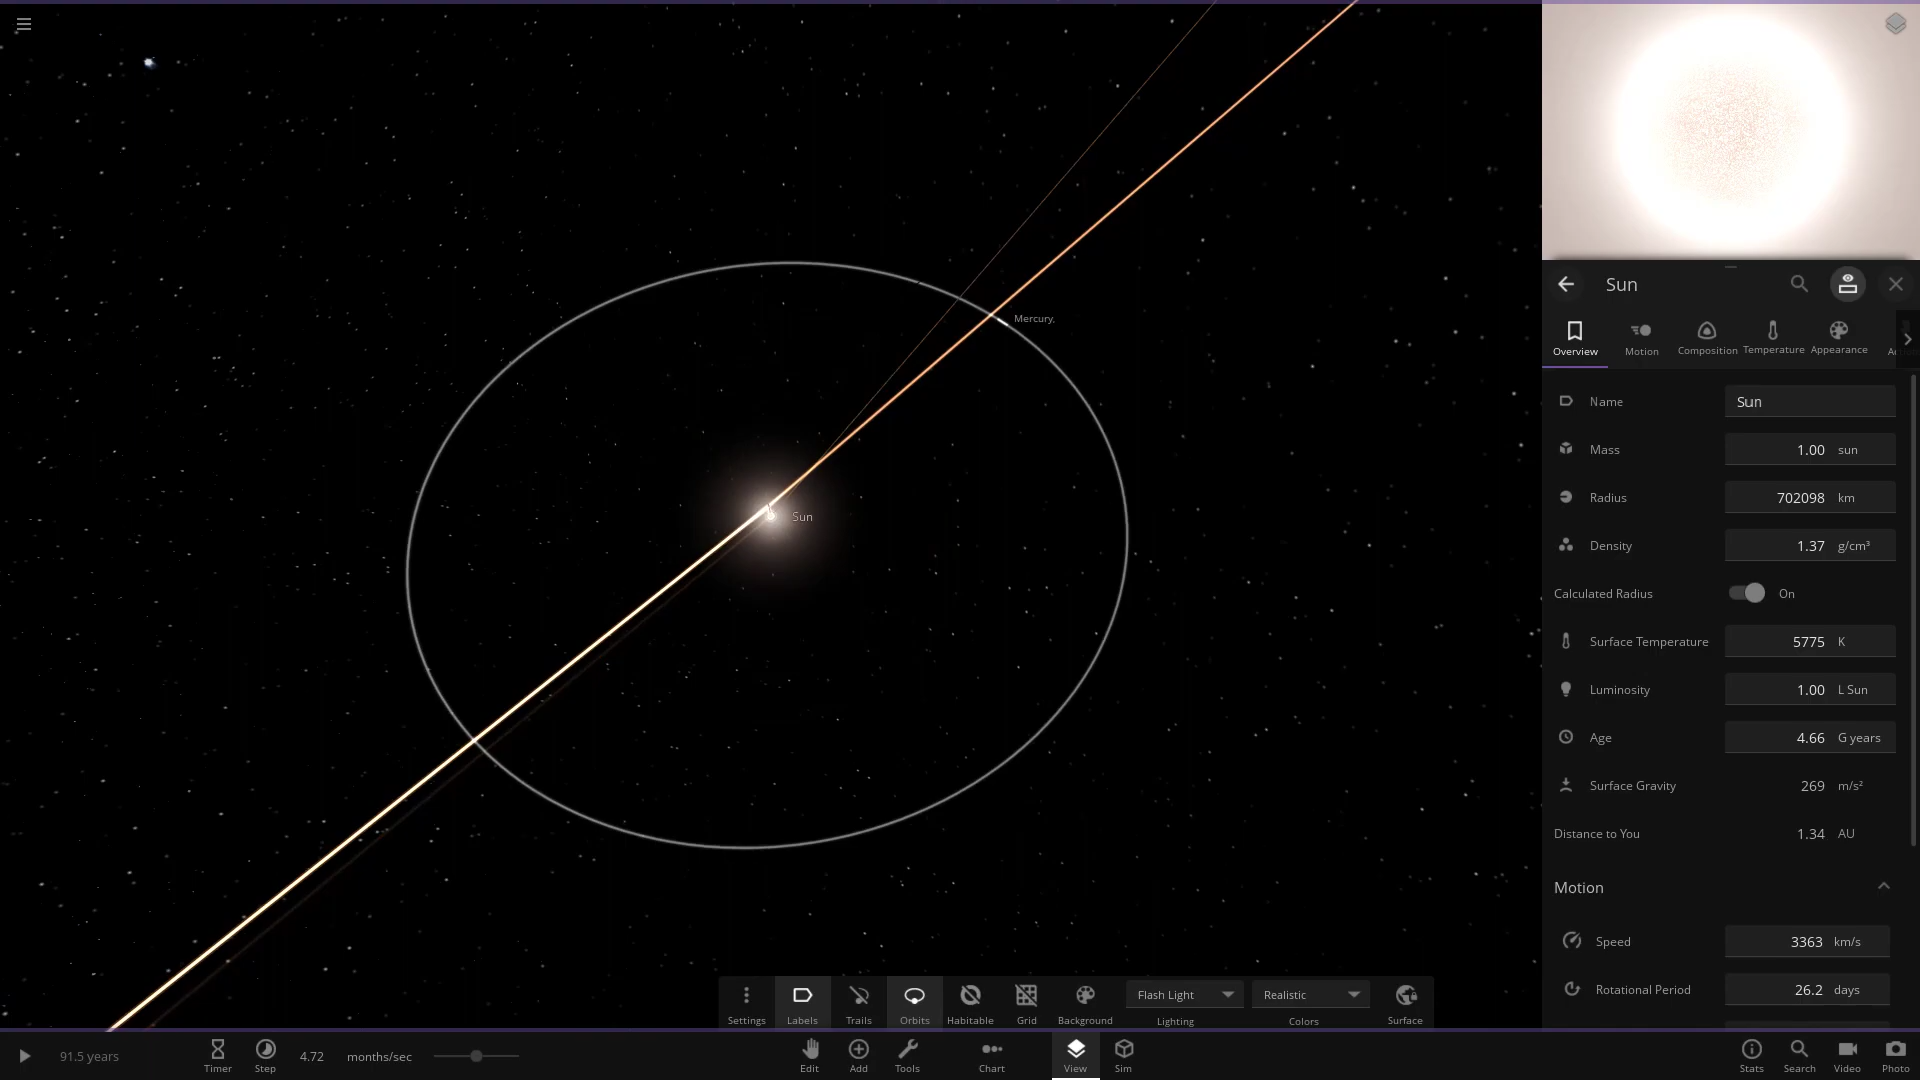 Sun
Overview
Motion
Composition
Temperature
Appearance
Name
Sun
Mass
1.00 sun
Radius
702098 km
Density
1.37 g/cm³
Calculated Radius
On
Surface Temperature
5775 K
Luminosity
1.00 L Sun
Age
4.66 G years
Surface Gravity
269 m/s²
Distance to You
1.34 AU
Motion
Speed
3363 km/s
Rotational Period
26.2 days
Mercury,
Sun
Settings
Labels
Trails
Orbits
Habitable
Grid
Background
Flash Light
Lighting
Realistic
Colors
Surface
91.5 years
Timer
Step
4.72 months/sec
Edit
Add
Tools
Chart
View
Sim
Stats
Search
Video
Photo